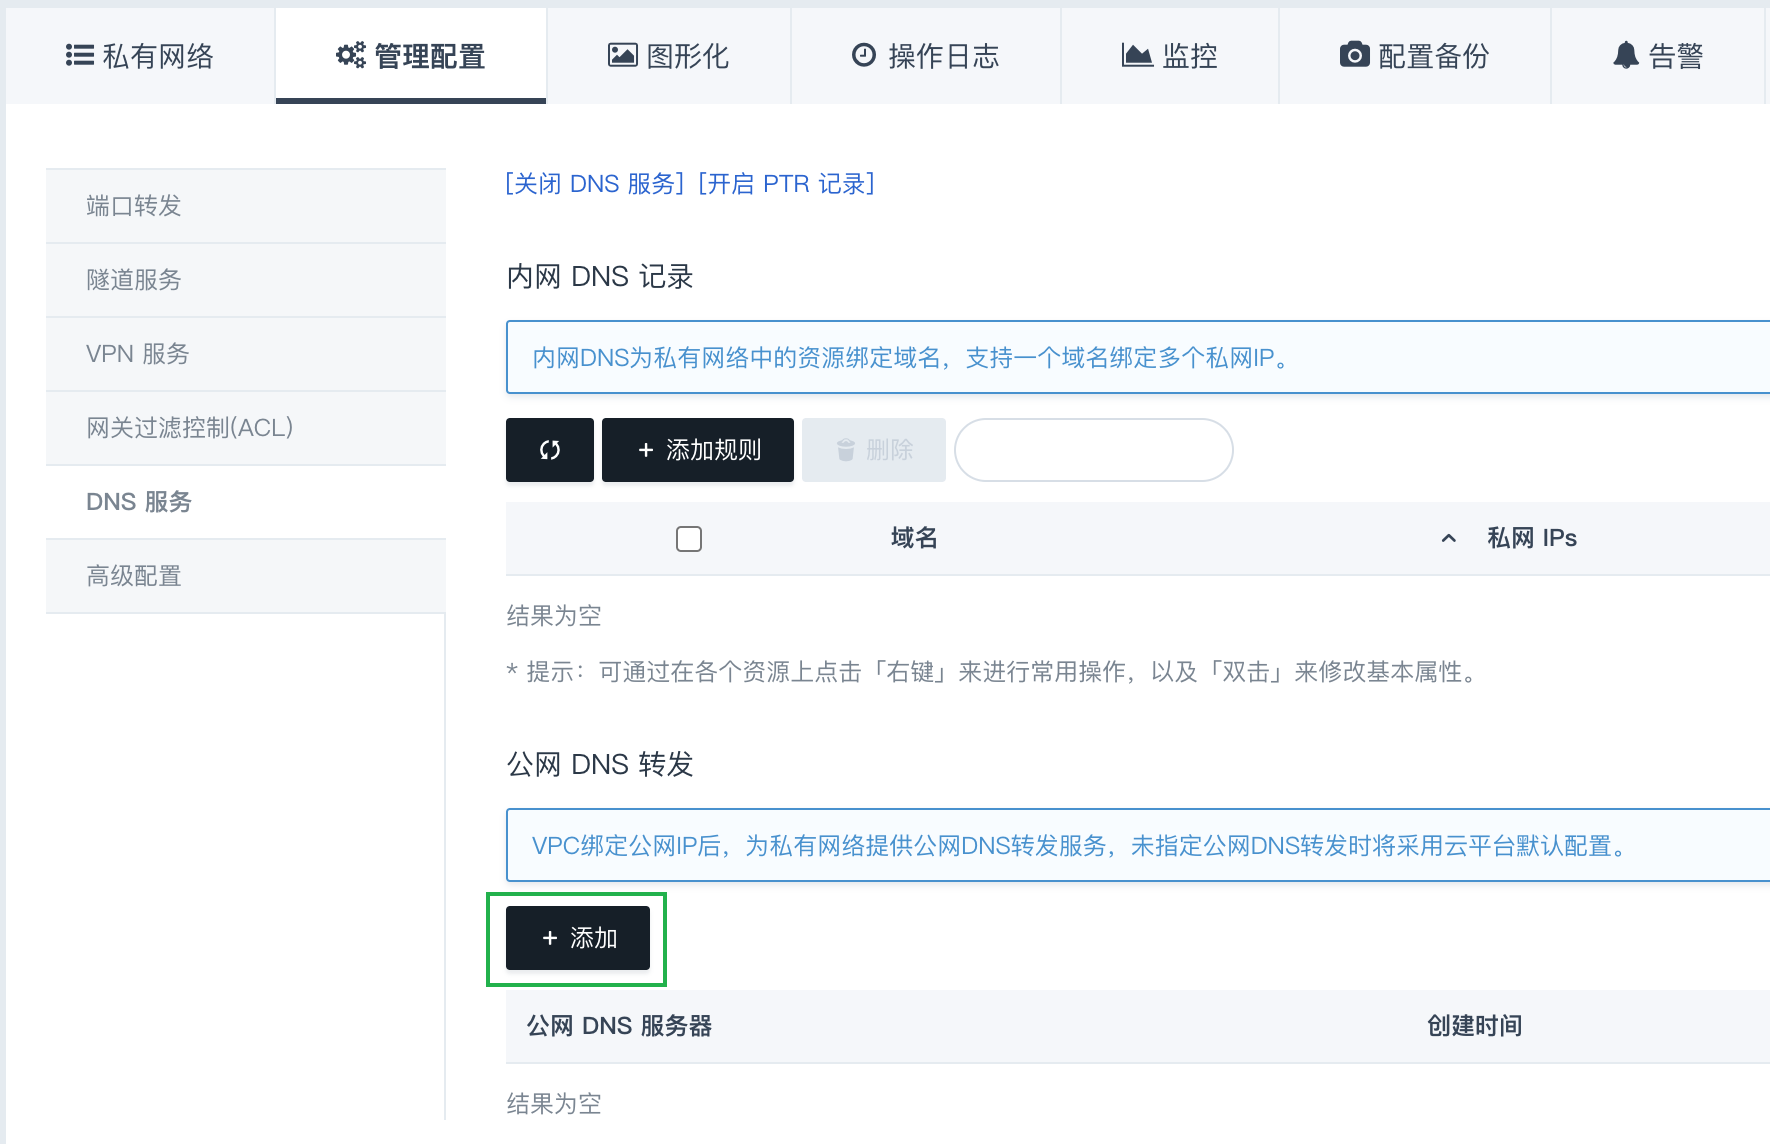 私有网络 管理配置 图形化 操作日志 监控 配置备份 告警
端口转发
隧道服务
VPN 服务
网关过滤控制(ACL)
DNS 服务
高级配置
[关闭 DNS 服务] [开启 PTR 记录]
内网 DNS 记录
内网DNS为私有网络中的资源绑定域名，支持一个域名绑定多个私网IP。
+ 添加规则 删除
域名 私网 IPs
结果为空
* 提示：可通过在各个资源上点击「右键」来进行常用操作，以及「双击」来修改基本属性。
公网 DNS 转发
VPC绑定公网IP后，为私有网络提供公网DNS转发服务，未指定公网DNS转发时将采用云平台默认配置。
+ 添加
公网 DNS 服务器 创建时间
结果为空